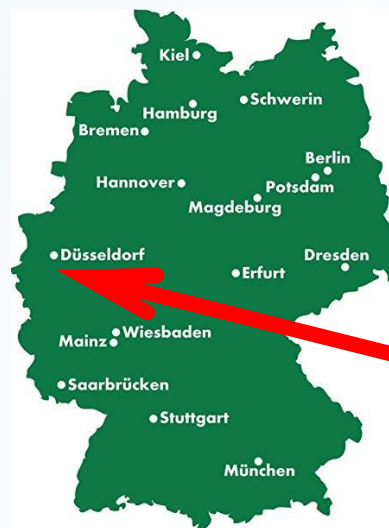 Kiel
Hamburg
Schwerin
Bremen
Berlin
Hannover
Potsdam
Magdeburg
Düsseldorf
Dresden
Erfurt
Wiesbaden
Mainz
Saarbrücken
Stuttgart
München